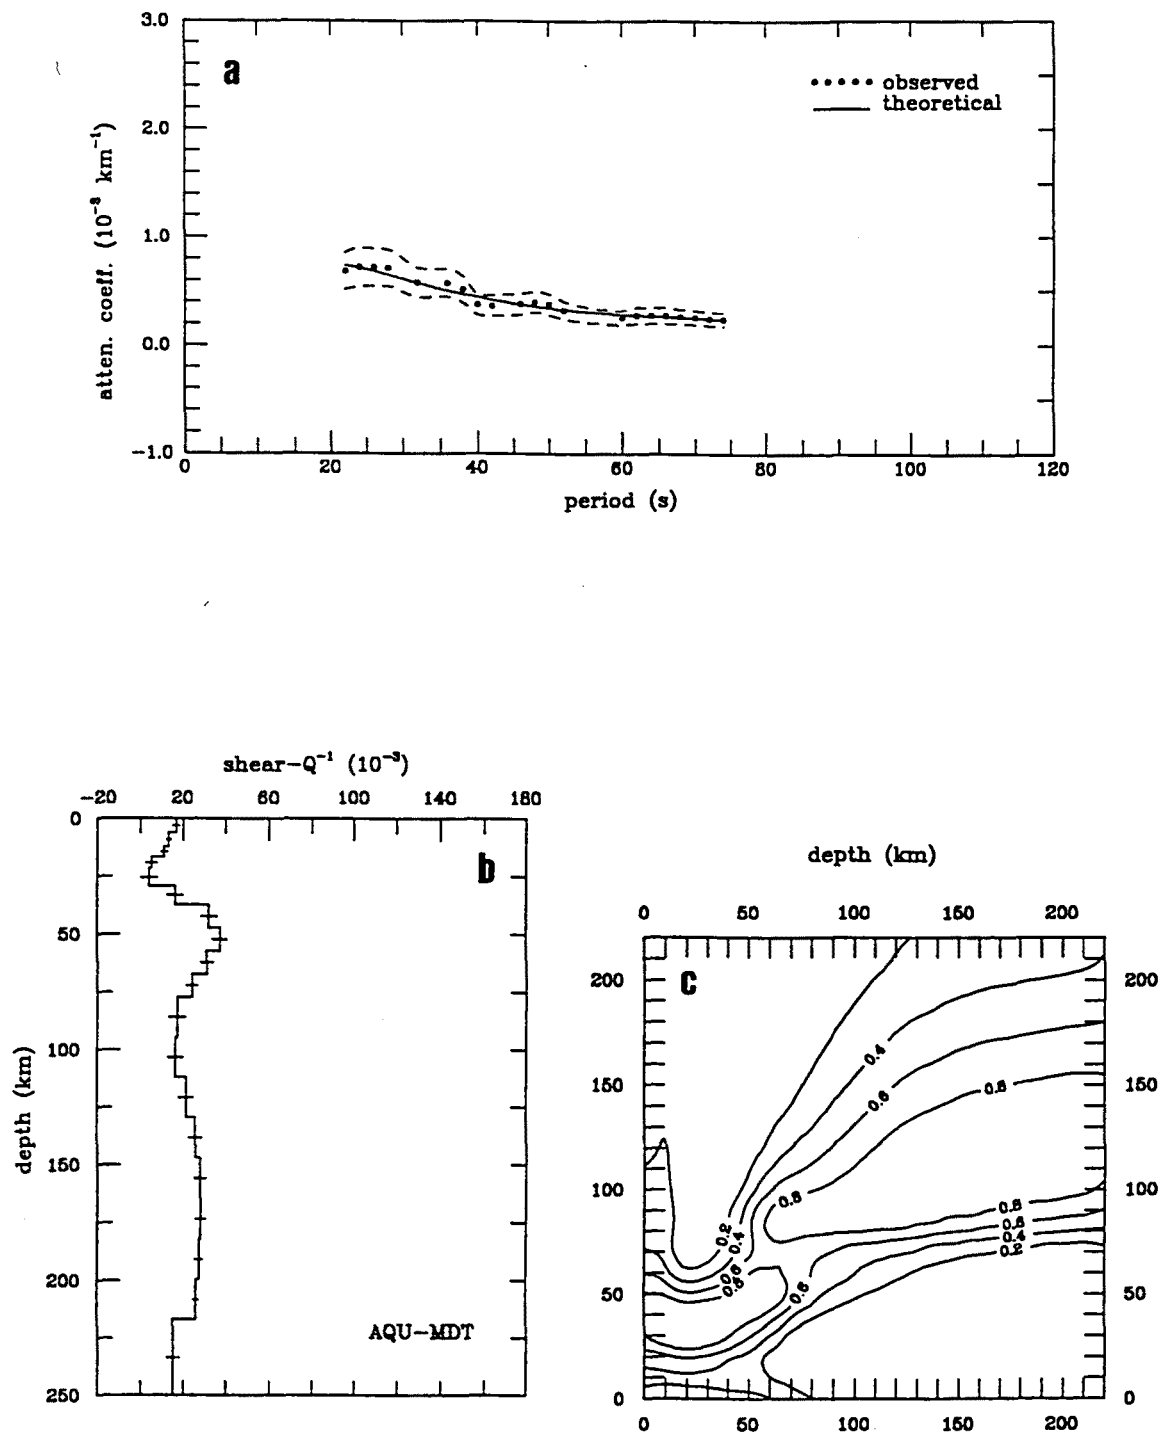 3.0
a
observed
theoretical
2.0
1.0
0.0
-1.0
atten. coeff. (10⁻³ km⁻¹)
0 20 40 60 80 100 120
period (s)
shear-Q⁻¹ (10⁻³)
-20 20 60 100 140 180
0
b
50
100
150
200
250
depth (km)
AQU-MDT
depth (km)
0 50 100 150 200
c
200 200
150 150
100 100
50 50
0 0
0.4
0.6
0.8
0.8
0.2
0.4
0.6
0.8
0.8
0.6
0.4
0.2
0.6
0 50 100 150 200